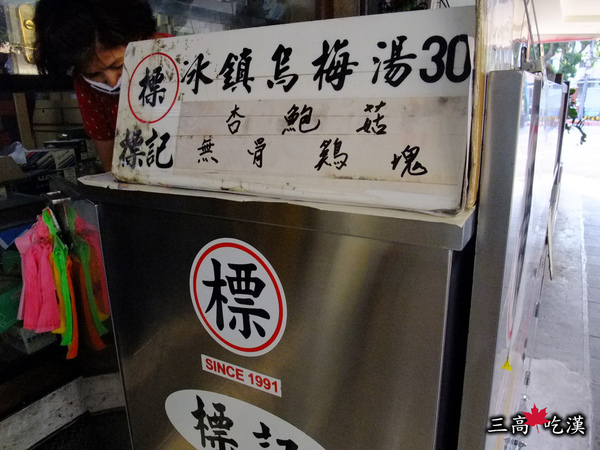 標 冰鎮烏梅湯30
標記
杏鮑菇
無骨鷄塊
標
SINCE 1991
標記
三高吃漢